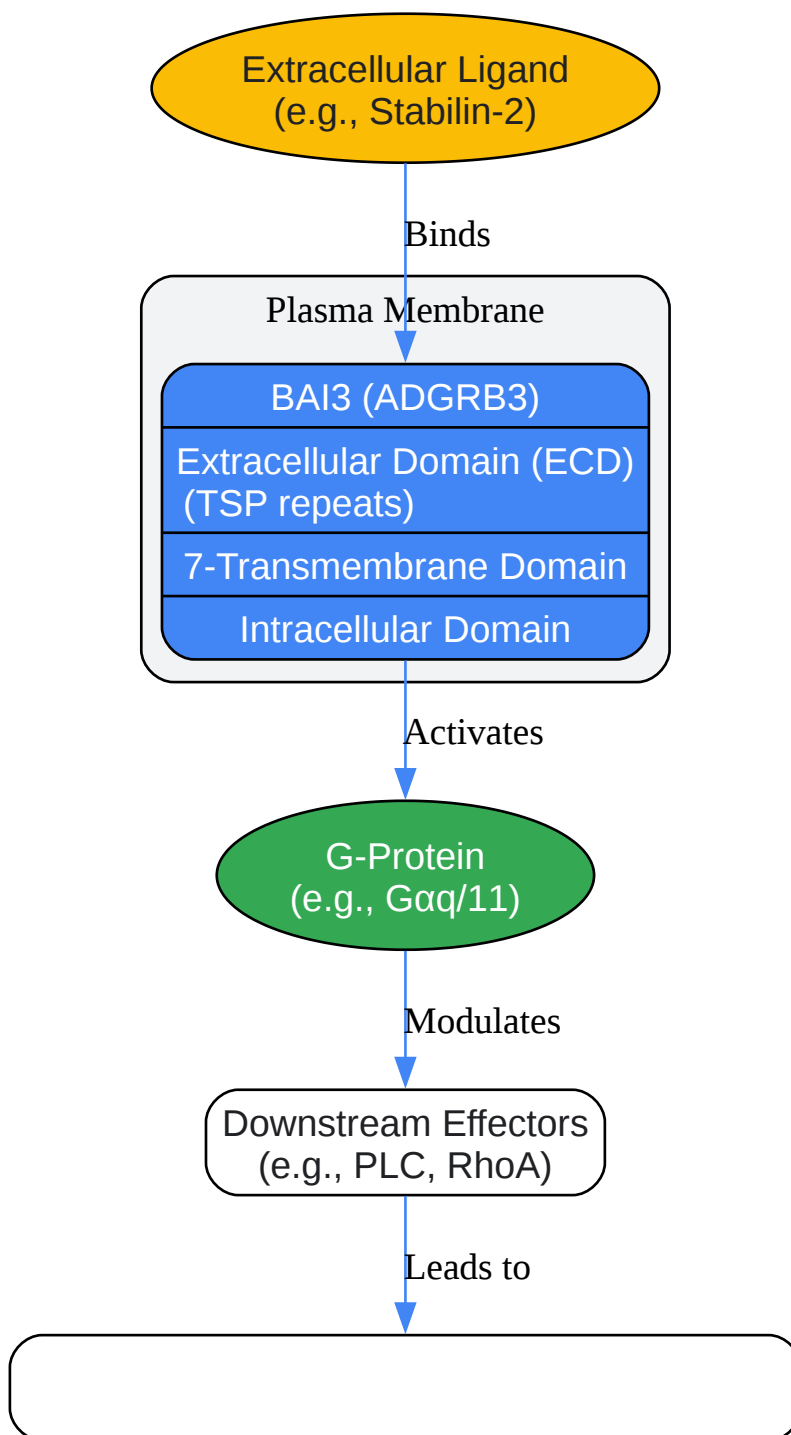 Extracellular Ligand
(e.g., Stabilin-2)
Binds
Plasma Membrane
BAI3 (ADGRB3)
Extracellular Domain (ECD)
(TSP repeats)
7-Transmembrane Domain
Intracellular Domain
Activates
G-Protein
(e.g., Gαq/11)
Modulates
Downstream Effectors
(e.g., PLC, RhoA)
Leads to